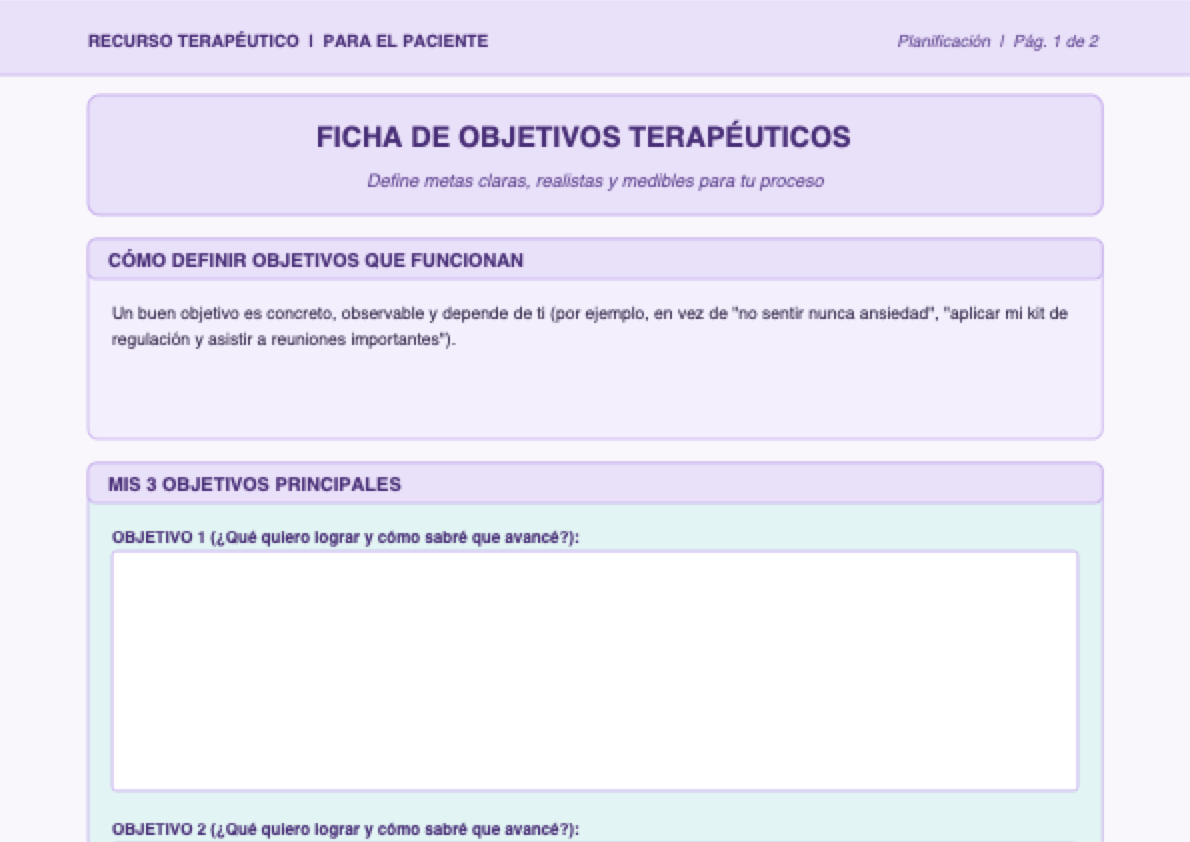 RECURSO TERAPÉUTICO | PARA EL PACIENTE
Planificación | Pág. 1 de 2
FICHA DE OBJETIVOS TERAPÉUTICOS
Define metas claras, realistas y medibles para tu proceso
CÓMO DEFINIR OBJETIVOS QUE FUNCIONAN
Un buen objetivo es concreto, observable y depende de ti (por ejemplo, en vez de "no sentir nunca ansiedad", "aplicar mi kit de
regulación y asistir a reuniones importantes").
MIS 3 OBJETIVOS PRINCIPALES
OBJETIVO 1 (¿Qué quiero lograr y cómo sabré que avancé?):
OBJETIVO 2 (¿Qué quiero lograr y cómo sabré que avancé?):